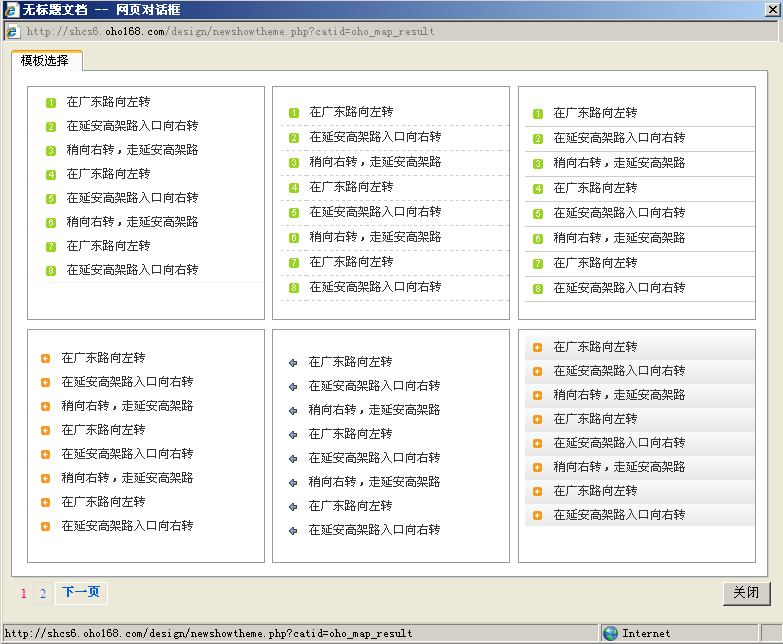 无标题文档 -- 网页对话框
http://shcs6.oho168.com/design/newshowtheme.php?catid=oho_map_result
模板选择
1 在广东路向左转
2 在延安高架路入口向右转
3 稍向右转，走延安高架路
4 在广东路向左转
5 在延安高架路入口向右转
6 稍向右转，走延安高架路
7 在广东路向左转
8 在延安高架路入口向右转
1 在广东路向左转
2 在延安高架路入口向右转
3 稍向右转，走延安高架路
4 在广东路向左转
5 在延安高架路入口向右转
6 稍向右转，走延安高架路
7 在广东路向左转
8 在延安高架路入口向右转
1 在广东路向左转
2 在延安高架路入口向右转
3 稍向右转，走延安高架路
4 在广东路向左转
5 在延安高架路入口向右转
6 稍向右转，走延安高架路
7 在广东路向左转
8 在延安高架路入口向右转
在广东路向左转
在延安高架路入口向右转
稍向右转，走延安高架路
在广东路向左转
在延安高架路入口向右转
稍向右转，走延安高架路
在广东路向左转
在延安高架路入口向右转
在广东路向左转
在延安高架路入口向右转
稍向右转，走延安高架路
在广东路向左转
在延安高架路入口向右转
稍向右转，走延安高架路
在广东路向左转
在延安高架路入口向右转
在广东路向左转
在延安高架路入口向右转
稍向右转，走延安高架路
在广东路向左转
在延安高架路入口向右转
稍向右转，走延安高架路
在广东路向左转
在延安高架路入口向右转
1 2 下一页
关闭
http://shcs6.oho168.com/design/newshowtheme.php?catid=oho_map_result
Internet